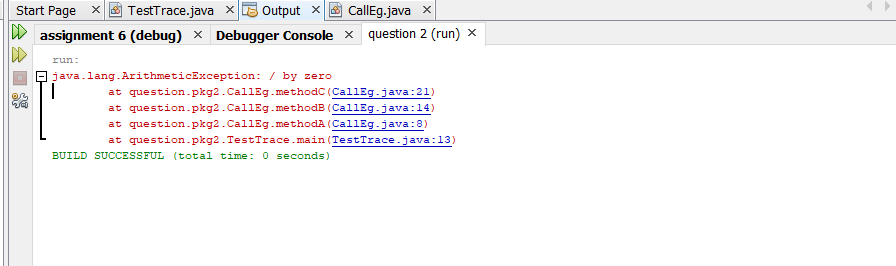 Start Page TestTrace.java Output CallEg.java
assignment 6 (debug) Debugger Console question 2 (run)
run:
java.lang.ArithmeticException: / by zero
at question.pkg2.CallEg.methodC(CallEg.java:21)
at question.pkg2.CallEg.methodB(CallEg.java:14)
at question.pkg2.CallEg.methodA(CallEg.java:8)
at question.pkg2.TestTrace.main(TestTrace.java:13)
BUILD SUCCESSFUL (total time: 0 seconds)